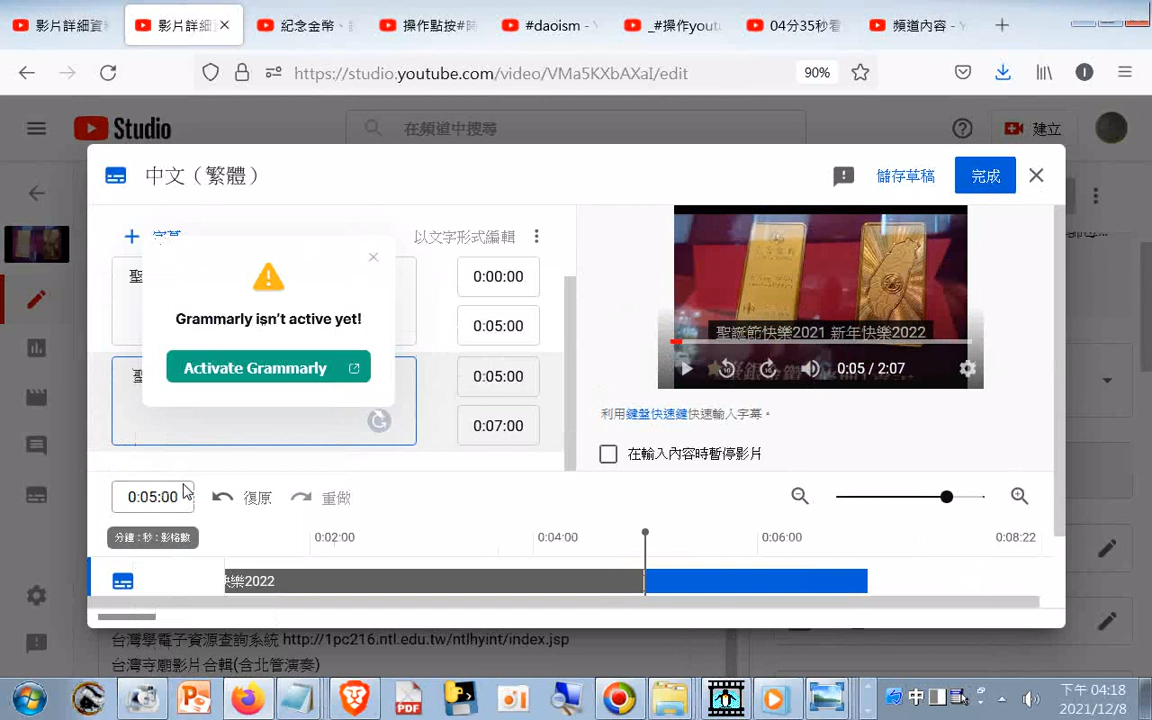 影片詳細資
影片詳細資
紀念金幣、
操作點按#時
#daoism - Y
_#操作youtu
04分35秒看
頻道內容 - Y
https://studio.youtube.com/video/VMa5KXbAXaI/edit
90%
Studio
在頻道中搜尋
建立
中文（繁體）
儲存草稿
完成
字幕
以文字形式編輯
聖
0:00:00
0:05:00
Grammarly isn't active yet!
Activate Grammarly
聖
0:05:00
0:07:00
聖誕節快樂2021 新年快樂2022
0:05 / 2:07
利用鍵盤快速鍵快速輸入字幕。
在輸入內容時暫停影片
0:05:00
復原
重做
分鐘：秒：影格數
0:02:00
0:04:00
0:06:00
0:08:22
快樂2022
台灣學電子資源查詢系統 http://1pc216.ntl.edu.tw/ntlhyint/index.jsp
台灣寺廟影片合輯(含北管演奏)
PDF
中
下午 04:18
2021/12/8